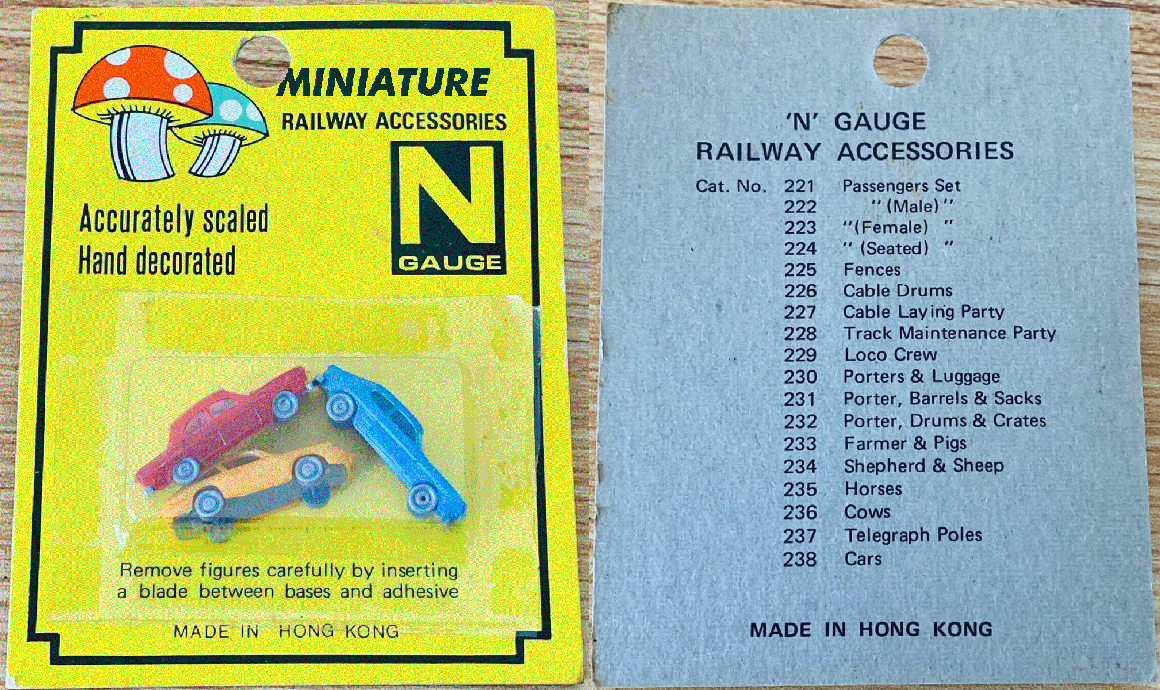 MINIATURE
RAILWAY ACCESSORIES
N
GAUGE
Accurately scaled
Hand decorated
Remove figures carefully by inserting
a blade between bases and adhesive
MADE IN HONG KONG
'N' GAUGE
RAILWAY ACCESSORIES
Cat. No. 221 Passengers Set
222 " (Male) "
223 " (Female) "
224 " (Seated) "
225 Fences
226 Cable Drums
227 Cable Laying Party
228 Track Maintenance Party
229 Loco Crew
230 Porters & Luggage
231 Porter, Barrels & Sacks
232 Porter, Drums & Crates
233 Farmer & Pigs
234 Shepherd & Sheep
235 Horses
236 Cows
237 Telegraph Poles
238 Cars
MADE IN HONG KONG